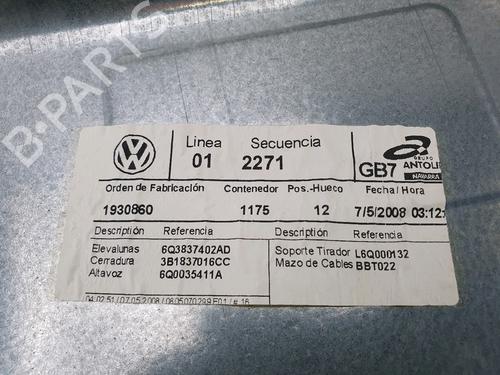 B-PARTS
Linea Secuencia
01 2271
GB7
GRUPO
ANTOLIN
NAVARRA
Orden de Fabricación Contenedor Pos.-Hueco Fecha/ Hora
1930860 1175 12 7/5/2008 03:12:
Descripción Referencia Descripción Referencia
Elevalunas 6Q3837402AD Soporte Tirador L6Q000132
Cerradura 3B1837016CC Mazo de Cables BBT022
Altavoz 6Q0035411A